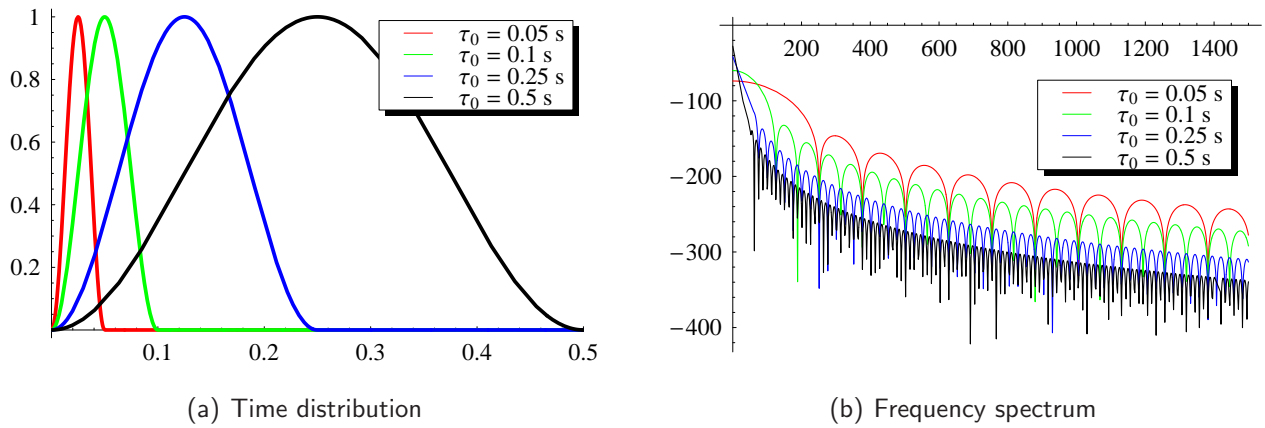 1
0.8
0.6
0.4
0.2
0.1 0.2 0.3 0.4 0.5
τ0 = 0.05 s
τ0 = 0.1 s
τ0 = 0.25 s
τ0 = 0.5 s
(a) Time distribution
200 400 600 800 1000 1200 1400
−100
−200
−300
−400
τ0 = 0.05 s
τ0 = 0.1 s
τ0 = 0.25 s
τ0 = 0.5 s
(b) Frequency spectrum